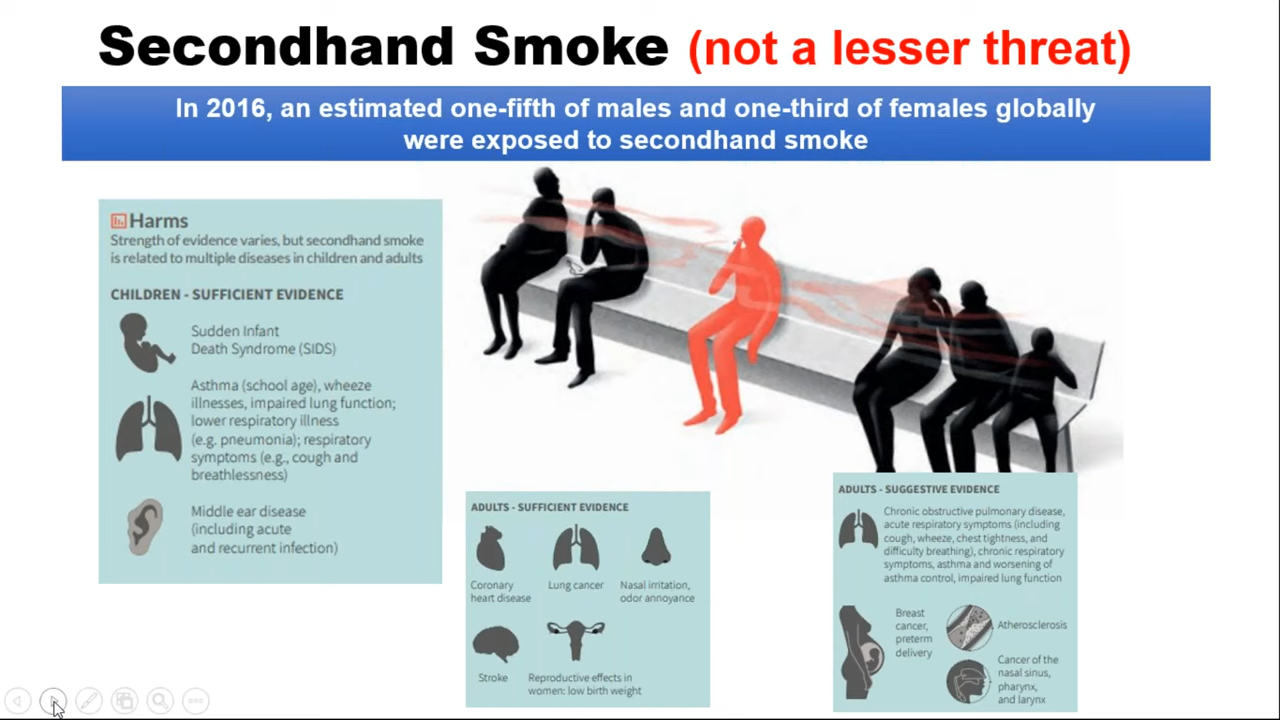 Secondhand Smoke (not a lesser threat)
In 2016, an estimated one-fifth of males and one-third of females globally
were exposed to secondhand smoke
Harms
Strength of evidence varies, but secondhand smoke
is related to multiple diseases in children and adults
CHILDREN - SUFFICIENT EVIDENCE
Sudden Infant
Death Syndrome (SIDS)
Asthma (school age), wheeze
illnesses, impaired lung function;
lower respiratory illness
(e.g. pneumonia); respiratory
symptoms (e.g., cough and
breathlessness)
Middle ear disease
(including acute
and recurrent infection)
ADULTS - SUFFICIENT EVIDENCE
Coronary
heart disease
Lung cancer
Nasal irritation,
odor annoyance
Stroke
Reproductive effects in
women: low birth weight
ADULTS - SUGGESTIVE EVIDENCE
Chronic obstructive pulmonary disease,
acute respiratory symptoms (including
cough, wheeze, chest tightness, and
difficulty breathing), chronic respiratory
symptoms, asthma and worsening of
asthma control, impaired lung function
Breast
cancer,
preterm
delivery
Atherosclerosis
Cancer of the
nasal sinus,
pharynx,
and larynx